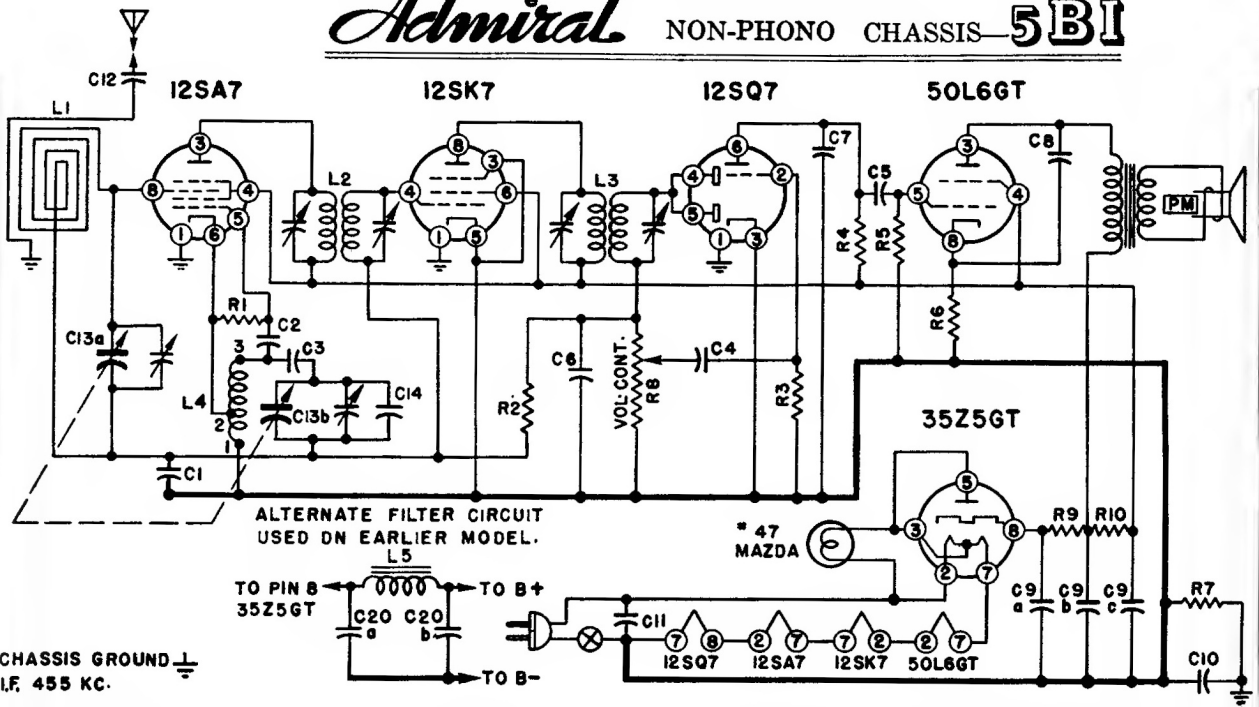 Admiral NON-PHONO CHASSIS—5B1
C12
L1
12SA7
12SK7
12SQ7
50L6GT
3
8
4
5
6
1
L2
8
3
4
6
1
5
L3
6
4
2
5
1
3
C7
C5
R4
R5
3
5
4
8
C8
PM
R6
R1
C2
C13a
3
C3
L4
2
1
C13b
C14
C1
R2
C6
VOL-CONT.
R8
C4
R3
35Z5GT
5
3
8
2
7
R9
R10
ALTERNATE FILTER CIRCUIT
USED ON EARLIER MODEL.
L5
TO PIN 8
35Z5GT
TO B+
C20
a
C20
b
TO B-
* 47
MAZDA
C11
7
8
2
7
7
2
2
7
12SQ7
12SA7
12SK7
50L6GT
C9
a
C9
b
C9
c
R7
C10
CHASSIS GROUND
I.F. 455 KC.